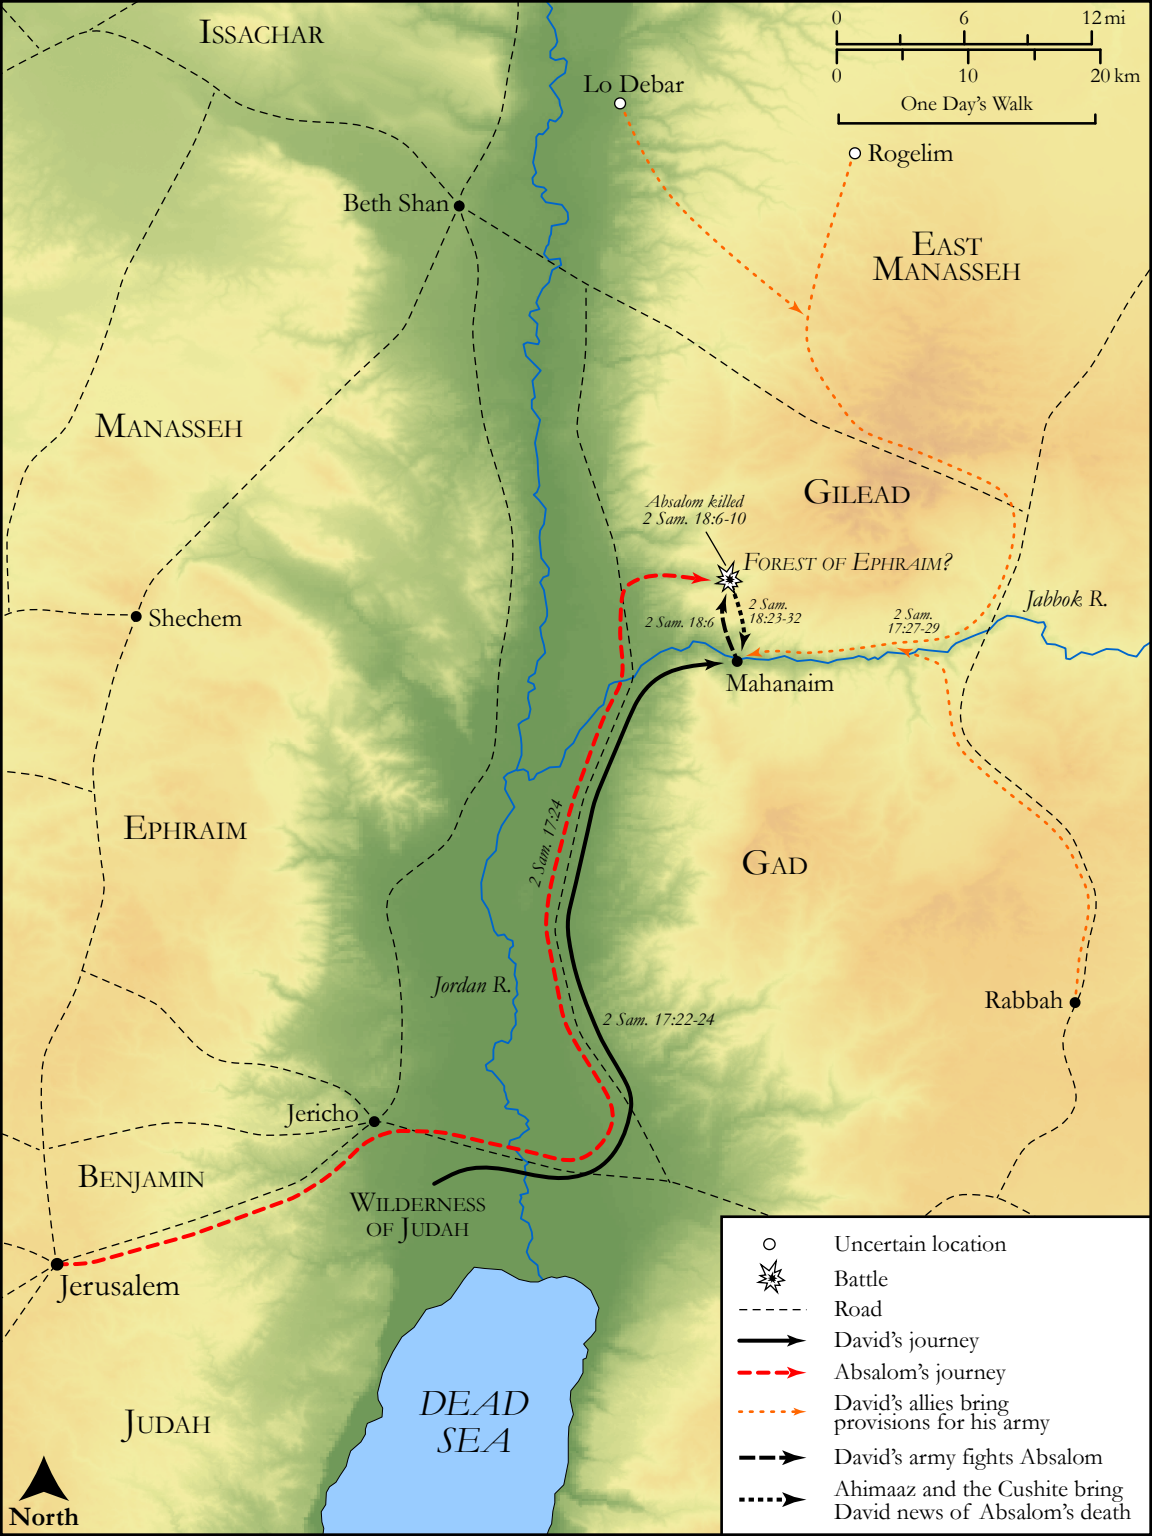 ISSACHAR
0 6 12 mi
0 10 20 km
One Day's Walk
Lo Debar
Rogelim
Beth Shan
EAST
MANASSEH
MANASSEH
GILEAD
Absalom killed
2 Sam. 18:6-10
FOREST OF EPHRAIM?
2 Sam.
18:23-32
2 Sam. 18:6
2 Sam.
17:27-29
Jabbok R.
Shechem
Mahanaim
EPHRAIM
2 Sam. 17:24
GAD
Jordan R.
Rabbah
2 Sam. 17:22-24
Jericho
BENJAMIN
WILDERNESS
OF JUDAH
Jerusalem
DEAD
SEA
JUDAH
North
Uncertain location
Battle
Road
David's journey
Absalom's journey
David's allies bring
provisions for his army
David's army fights Absalom
Ahimaaz and the Cushite bring
David news of Absalom's death